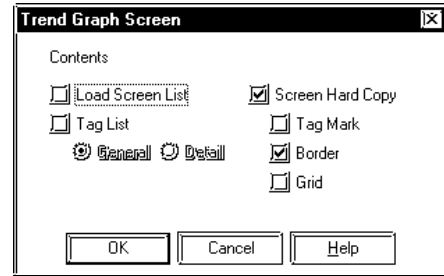 Trend Graph Screen
Contents
Load Screen List
Screen Hard Copy
Tag List
Tag Mark
General Detail
Border
Grid
OK Cancel Help